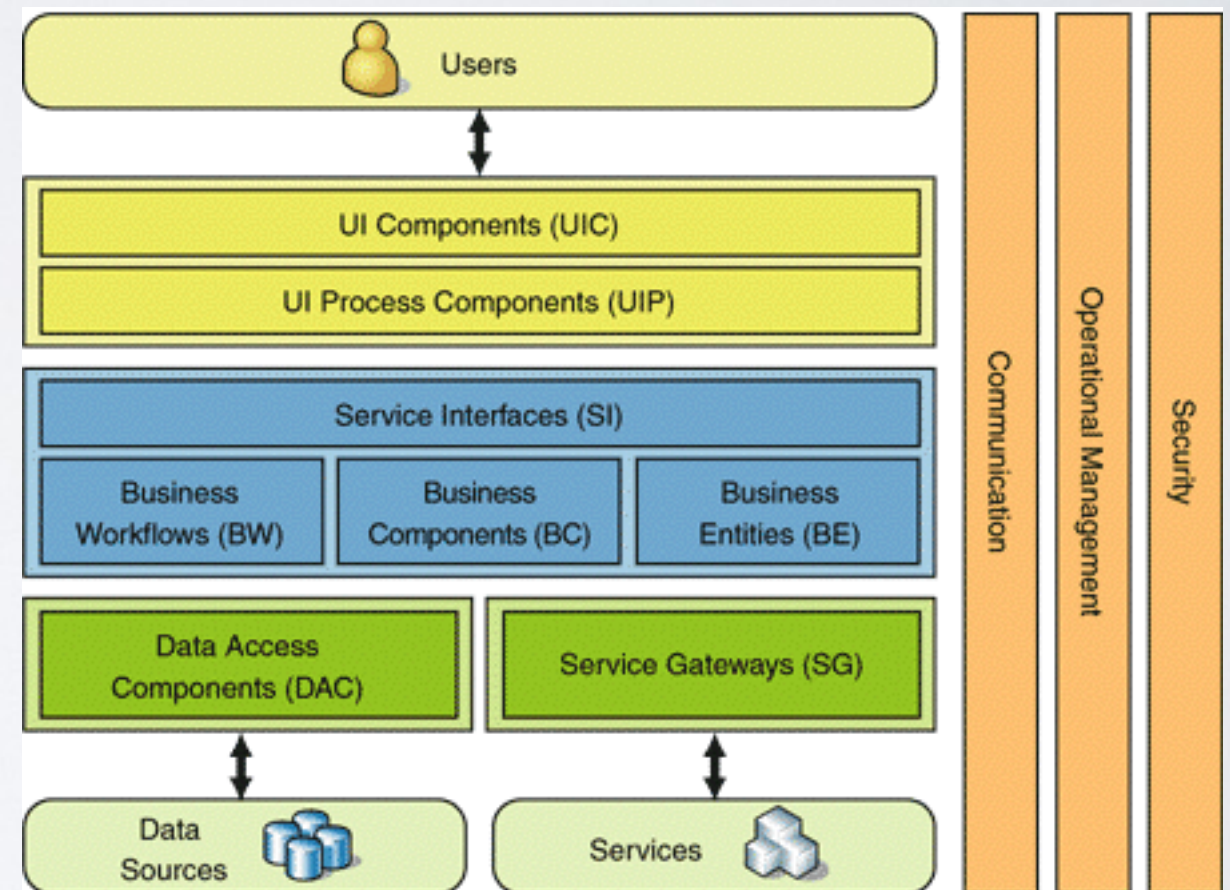 Users
UI Components (UIC)
UI Process Components (UIP)
Service Interfaces (SI)
Business
Workflows (BW)
Business
Components (BC)
Business
Entities (BE)
Data Access
Components (DAC)
Service Gateways (SG)
Data
Sources
Services
Communication
Operational Management
Security